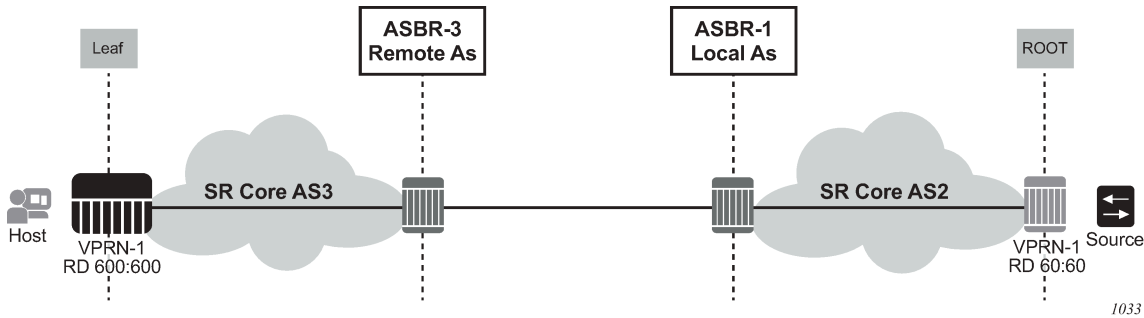 Leaf
ASBR-3
Remote As
ASBR-1
Local As
ROOT
SR Core AS3
SR Core AS2
Host
VPRN-1
RD 600:600
VPRN-1
RD 60:60
Source
1033